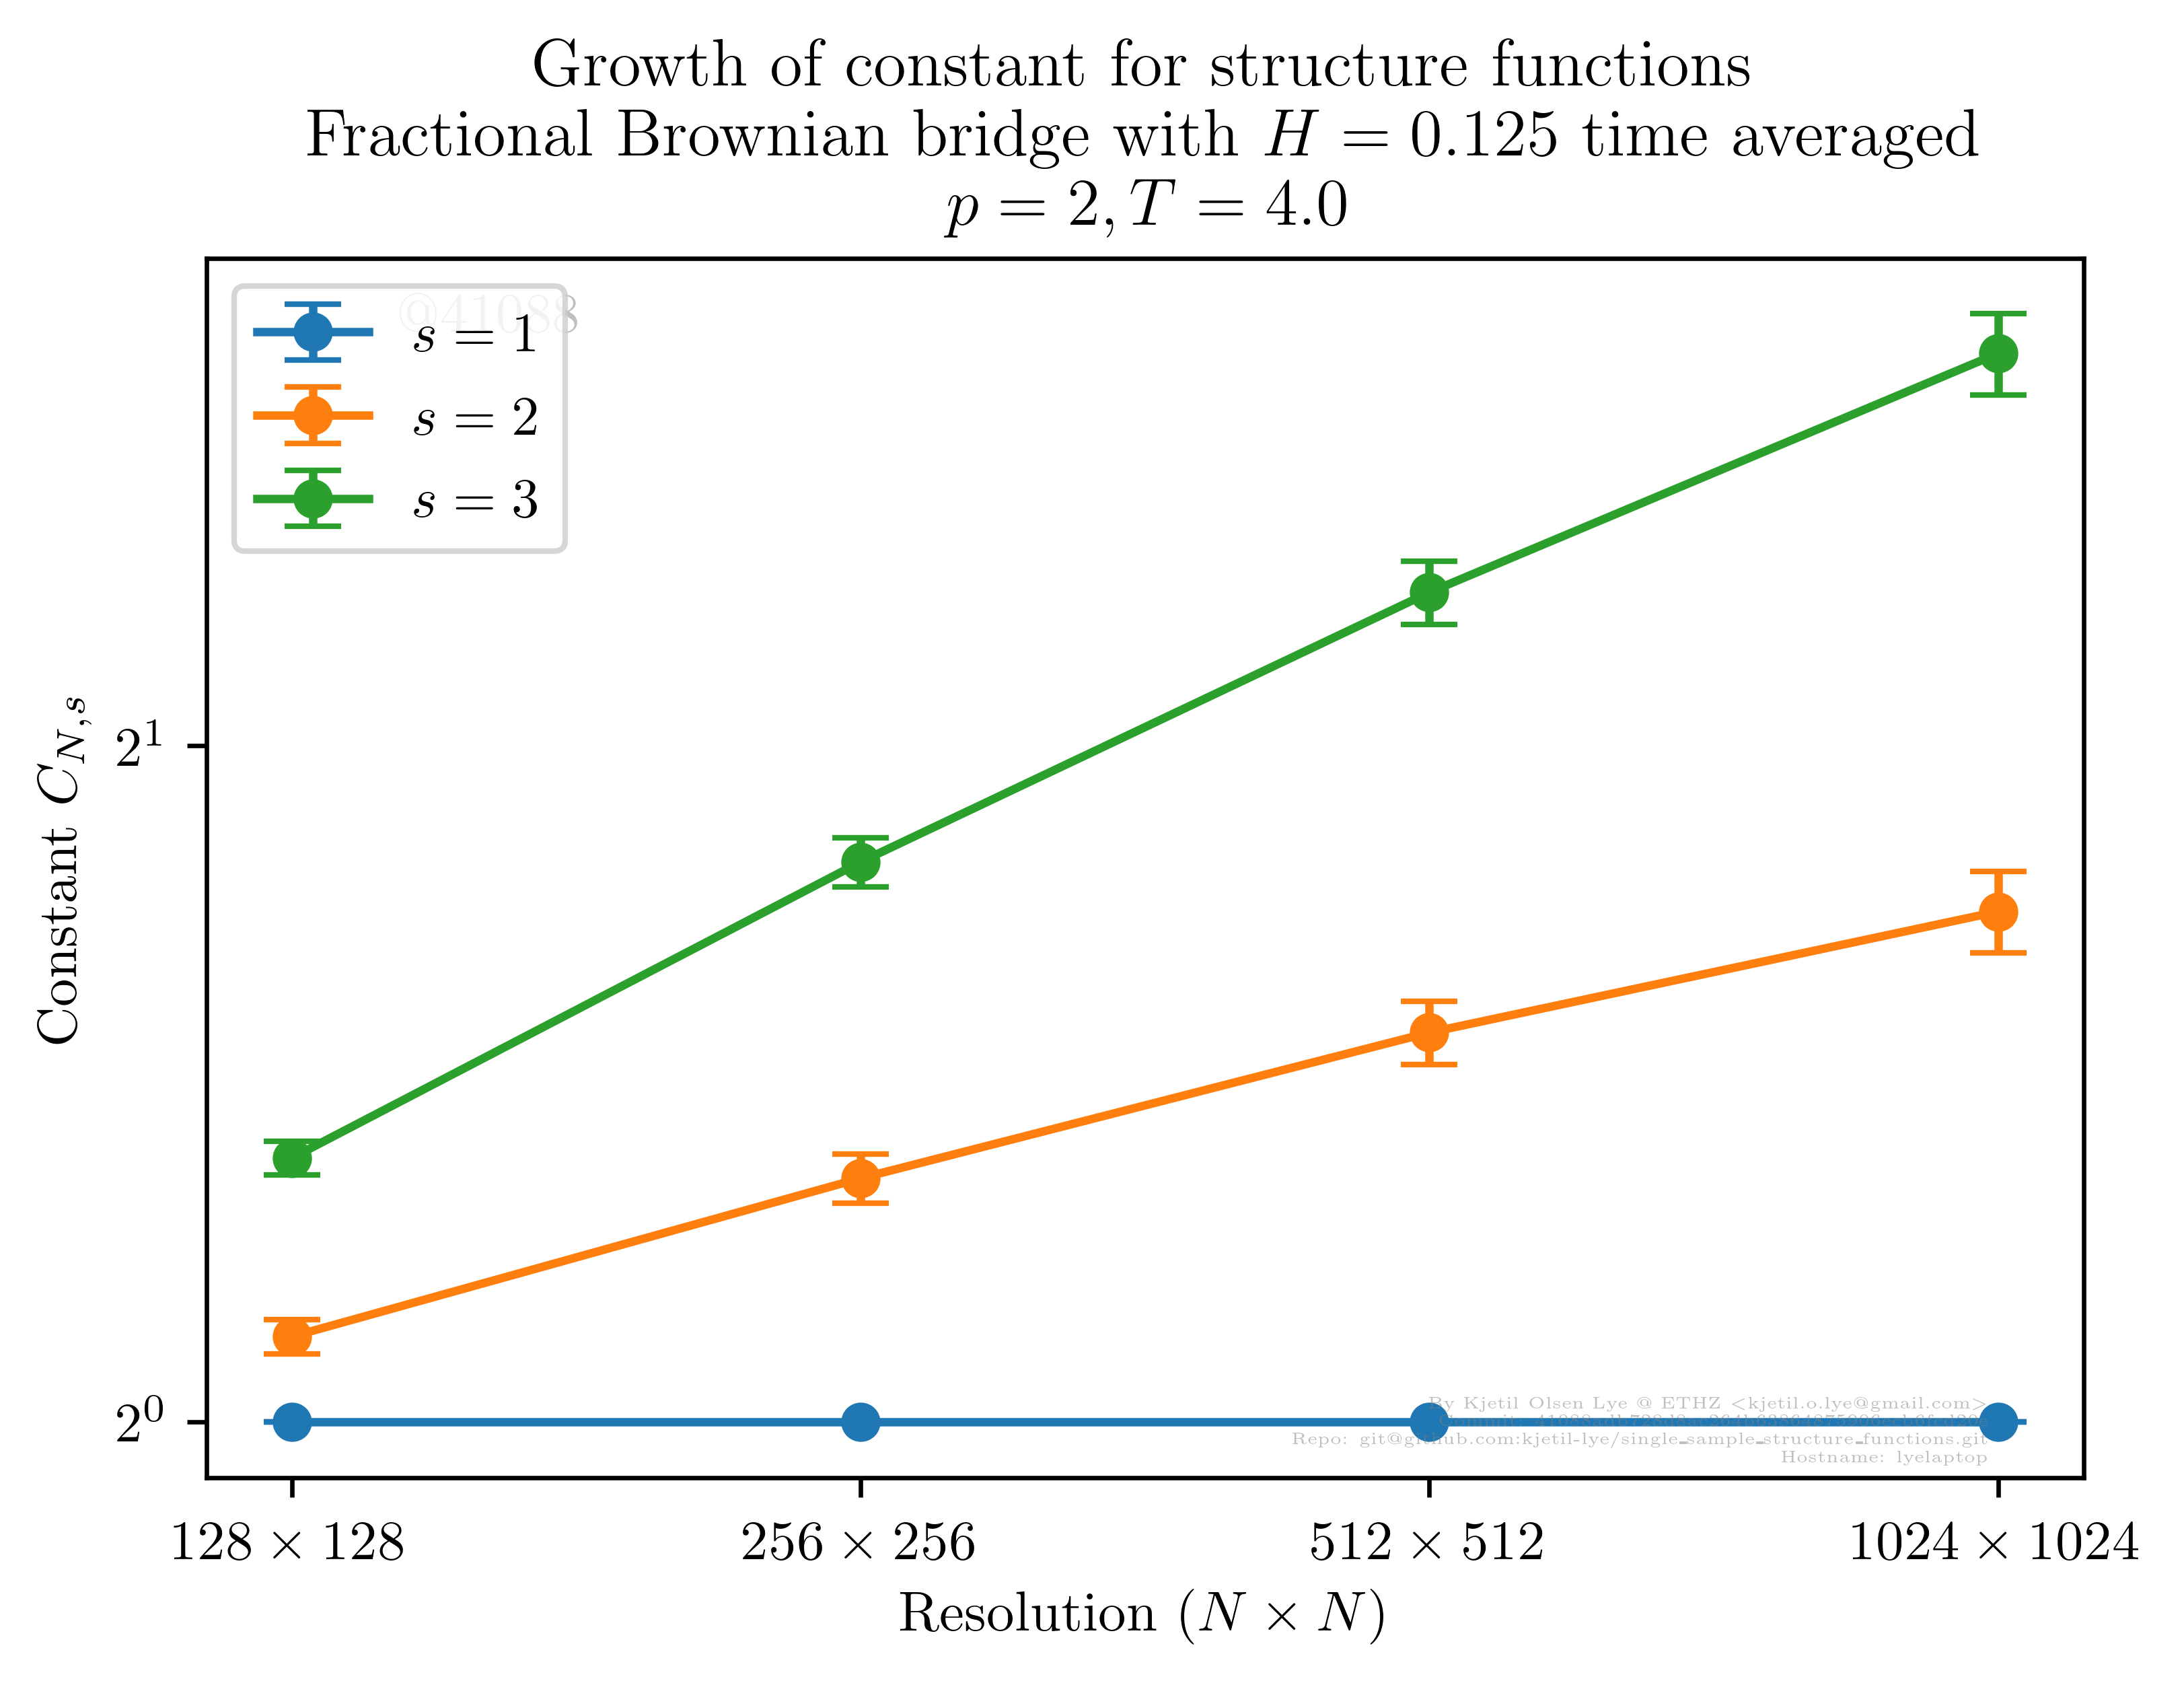 Growth of constant for structure functions
Fractional Brownian bridge with H = 0.125 time averaged
p = 2, T = 4.0
@41088
s = 1
s = 2
s = 3
Constant C_{N,s}
2^1
2^0
By Kjetil Olsen Lye @ ETHZ <kjetil.o.lye@gmail.com>
Repo: git@github.com:kjetil-lye/single_sample_structure_functions.git
Hostname: lyelaptop
128 × 128
256 × 256
512 × 512
1024 × 1024
Resolution (N × N)